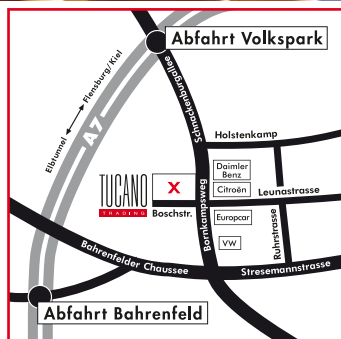 Abfahrt Volkspark
Elbtunnel ⟷ Flensburg/Kiel
A7
Schnackenburgallee
Holstenkamp
Daimler
Benz
TUCANO
TRADING
X
Citroën
Leunastrasse
Boschstr.
Bornkampsweg
Europcar
Ruhrstrasse
VW
Bahrenfelder Chaussee
Stresemannstrasse
Abfahrt Bahrenfeld